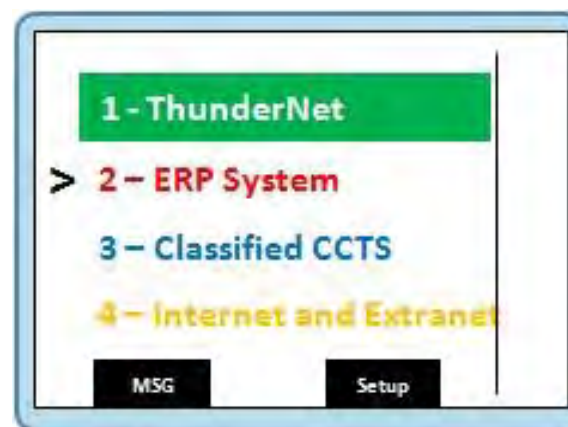 1 - ThunderNet
> 2 – ERP System
3 – Classified CCTS
4 – Internet and Extranet
MSG Setup